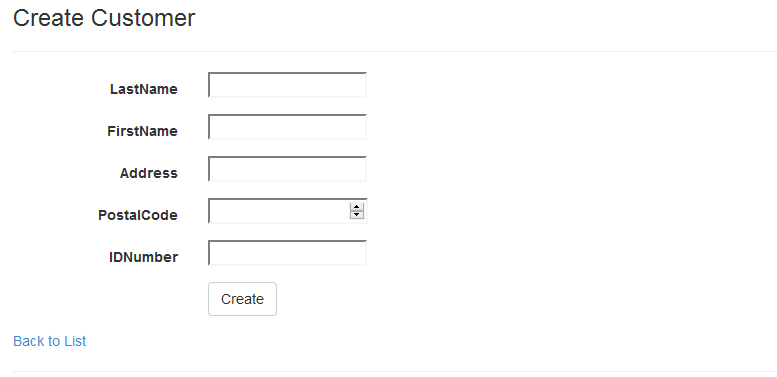 Create Customer
LastName
FirstName
Address
PostalCode
IDNumber
Create
Back to List